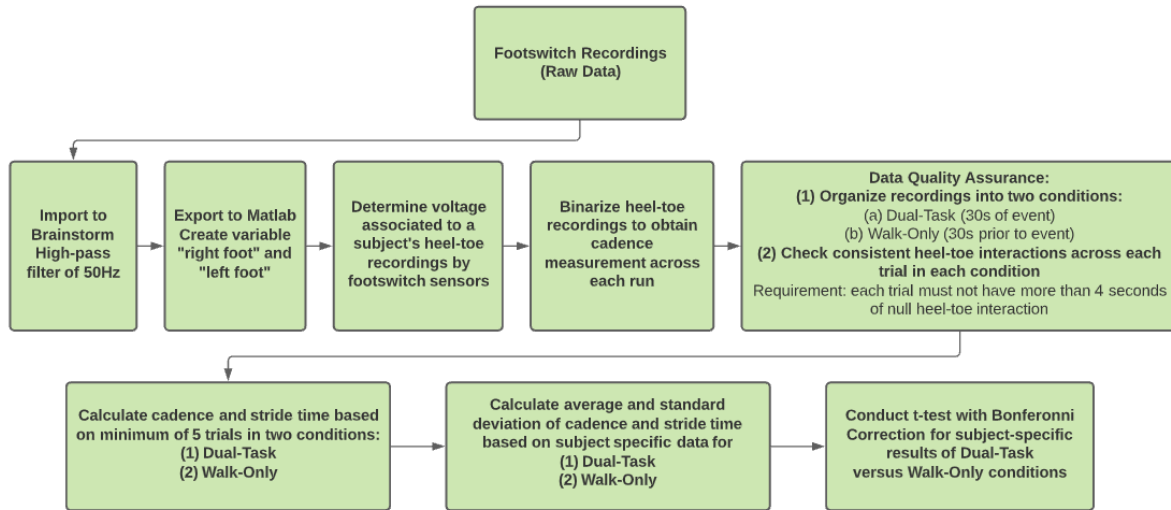 Footswitch Recordings
(Raw Data)
Import to
Brainstorm
High-pass
filter of 50Hz
Export to Matlab
Create variable
"right foot" and
"left foot"
Determine voltage
associated to a
subject's heel-toe
recordings by
footswitch sensors
Binarize heel-toe
recordings to obtain
cadence
measurement across
each run
Data Quality Assurance:
(1) Organize recordings into two conditions:
(a) Dual-Task (30s of event)
(b) Walk-Only (30s prior to event)
(2) Check consistent heel-toe interactions across each
trial in each condition
Requirement: each trial must not have more than 4 seconds
of null heel-toe interaction
Calculate cadence and stride time based
on minimum of 5 trials in two conditions:
(1) Dual-Task
(2) Walk-Only
Calculate average and standard
deviation of cadence and stride time
based on subject specific data for
(1) Dual-Task
(2) Walk-Only
Conduct t-test with Bonferonni
Correction for subject-specific
results of Dual-Task
versus Walk-Only conditions